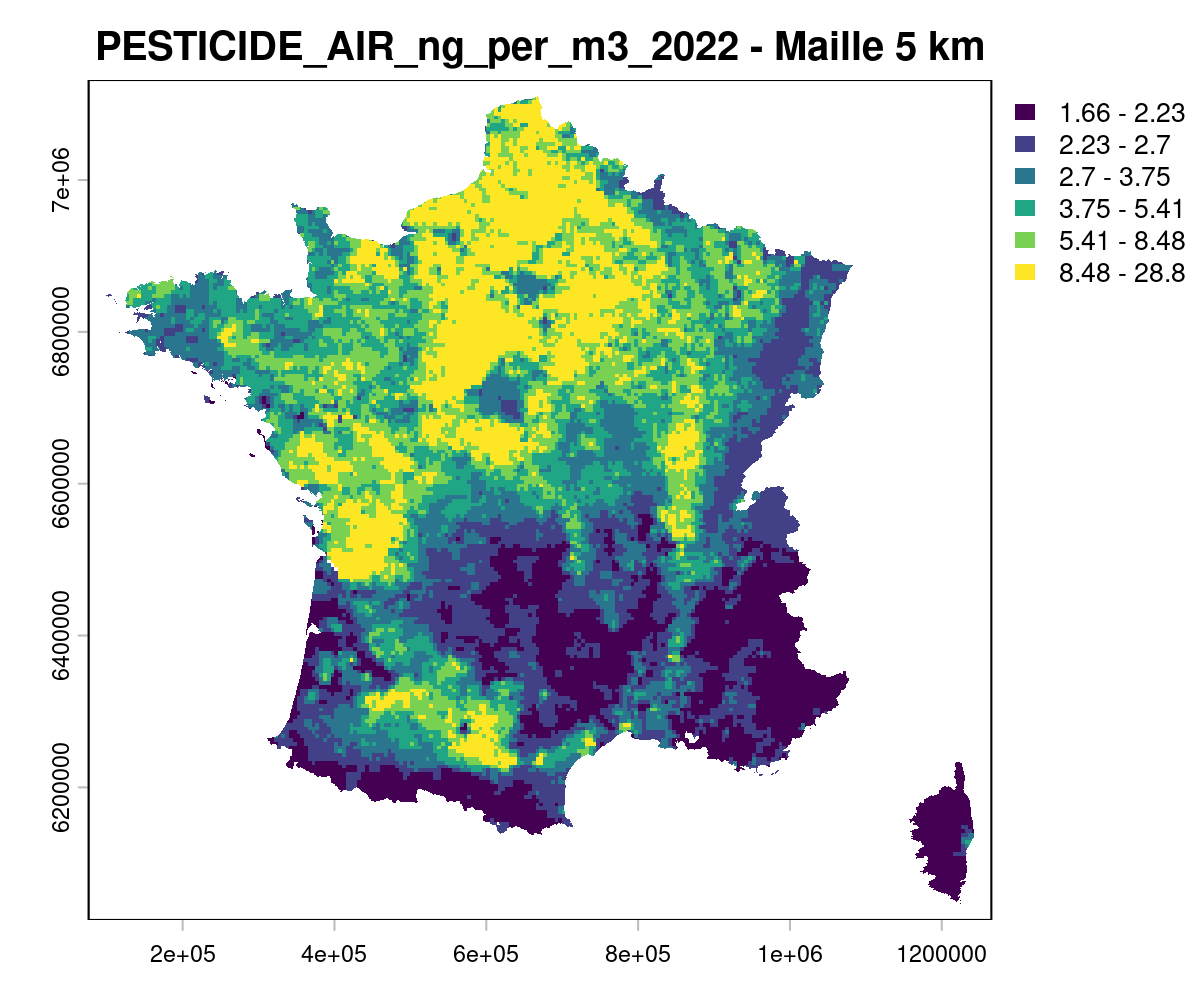 PESTICIDE_AIR_ng_per_m3_2022 - Maille 5 km
1.66 - 2.23
2.23 - 2.7
2.7 - 3.75
3.75 - 5.41
5.41 - 8.48
8.48 - 28.8
7e+06
6800000
6600000
6400000
6200000
2e+05 4e+05 6e+05 8e+05 1e+06 1200000